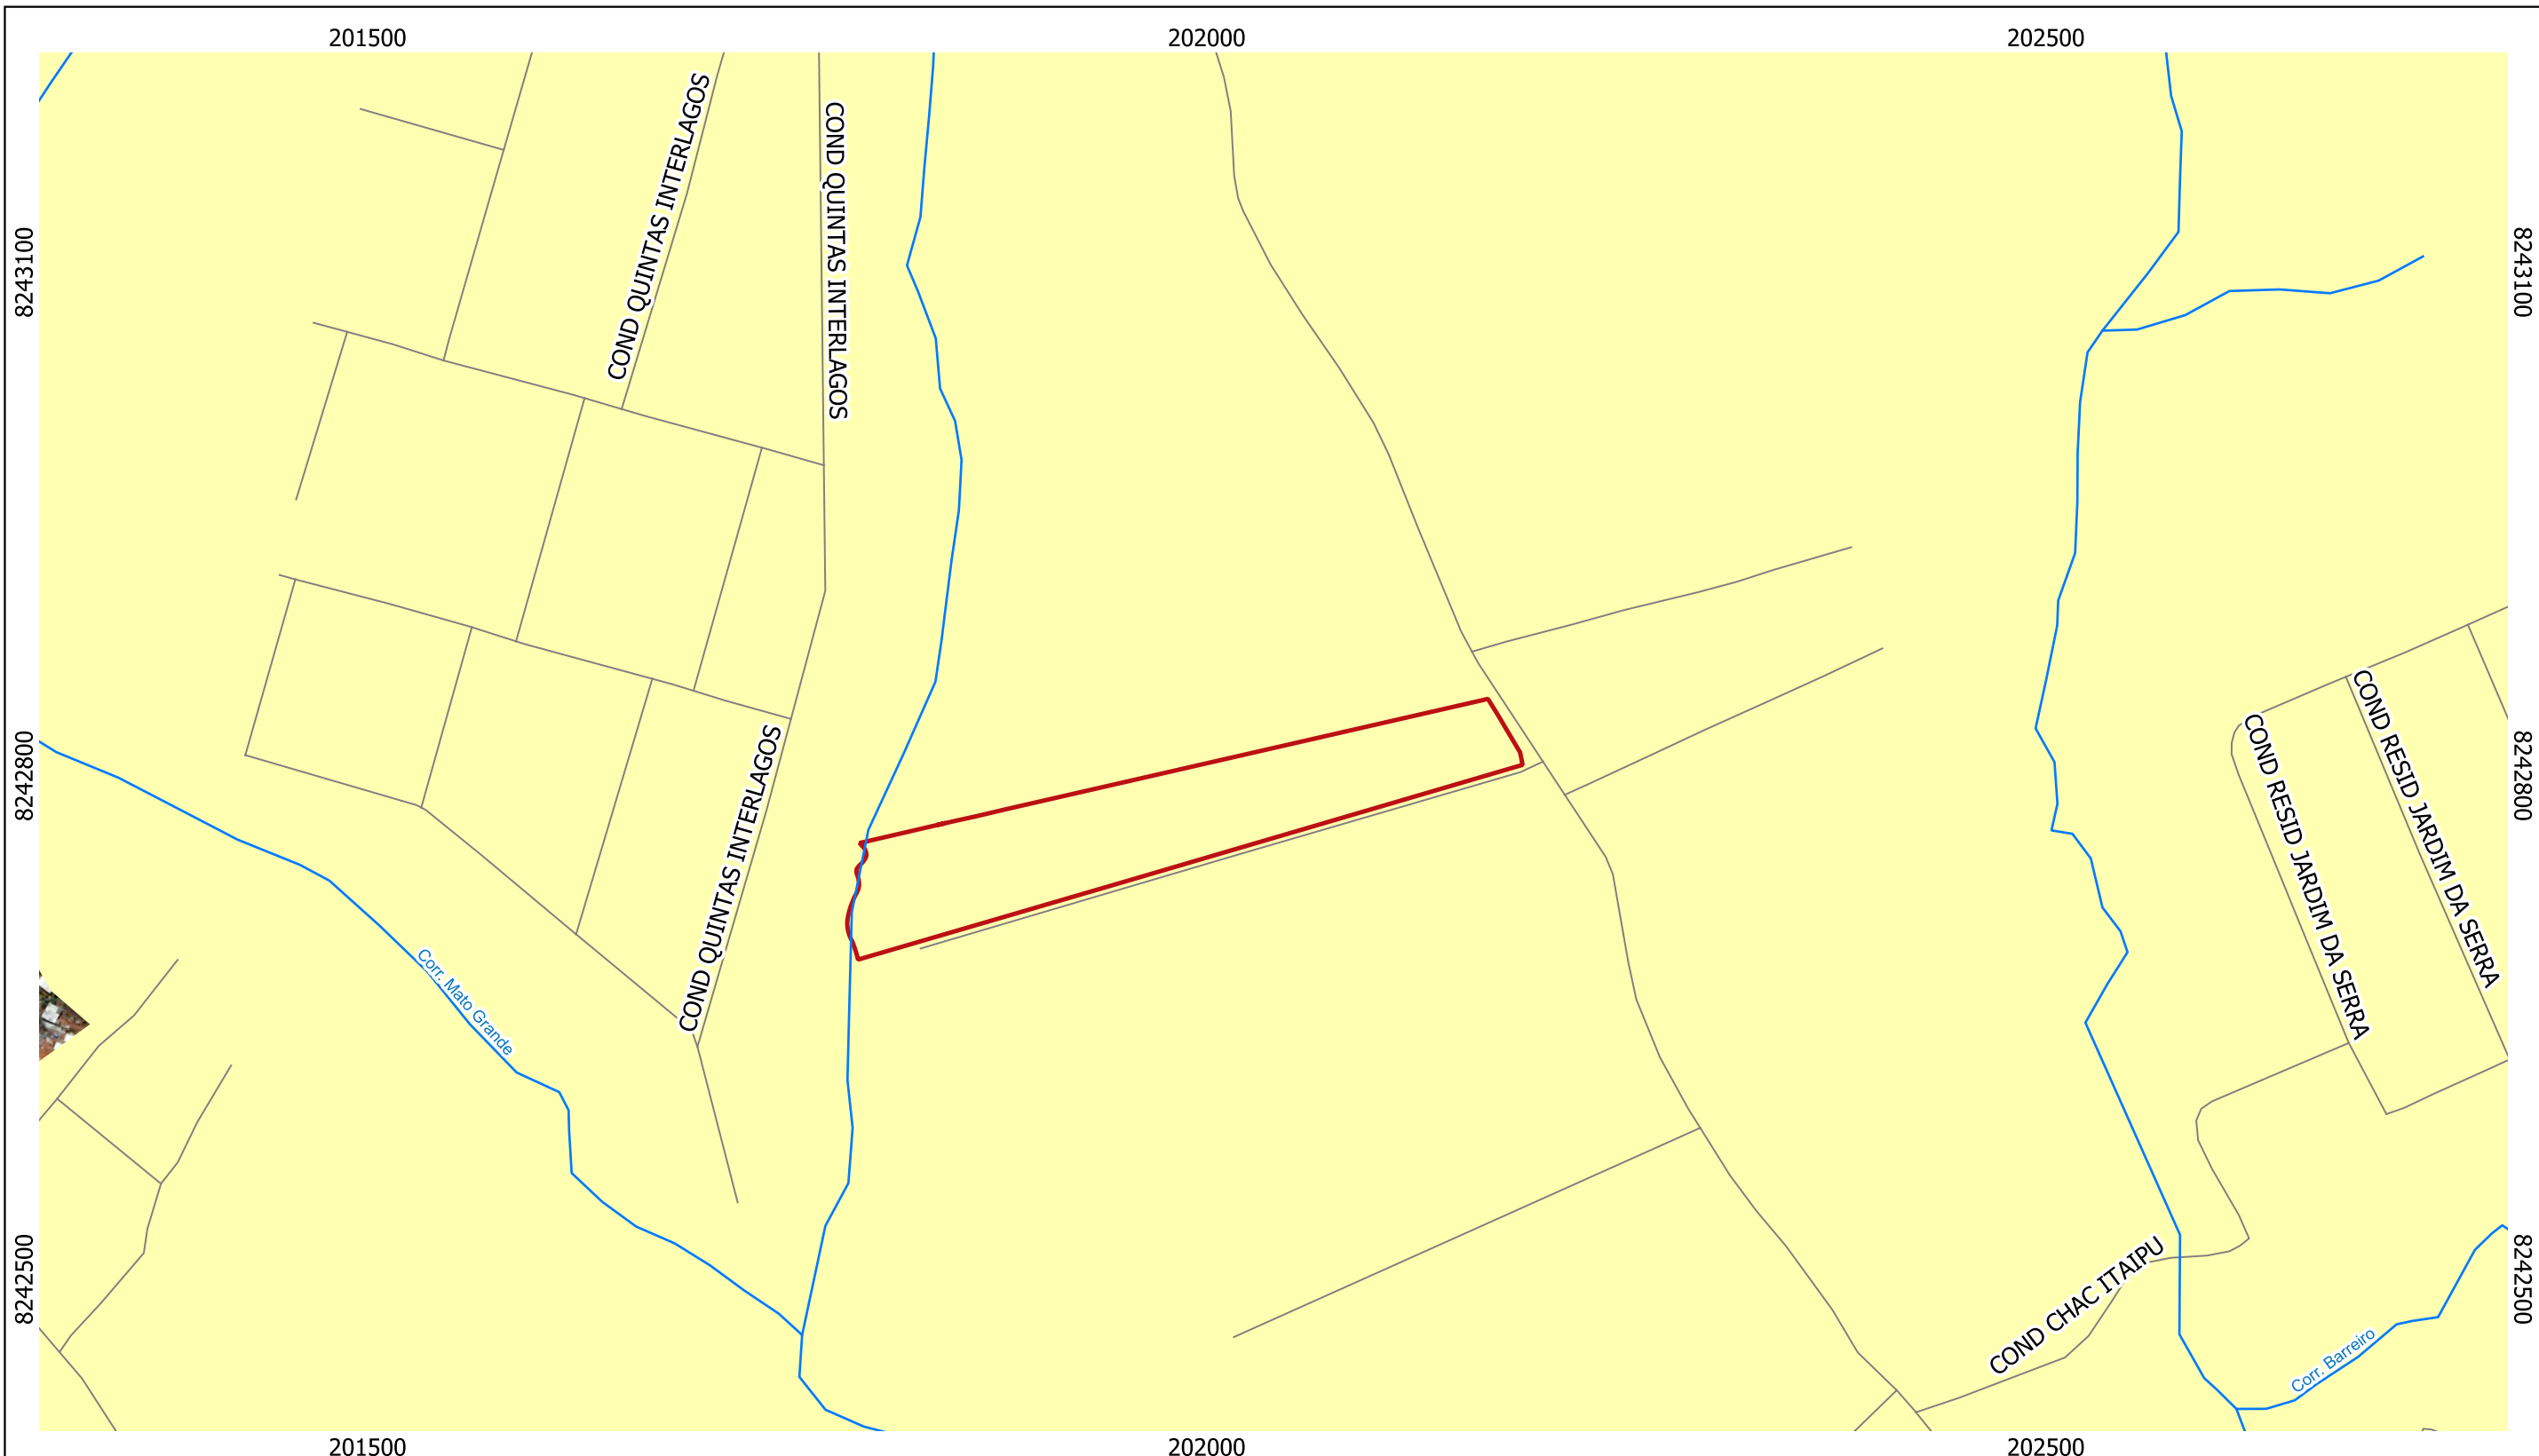 201500
202000
202500
COND QUINTAS INTERLAGOS
COND QUINTAS INTERLAGOS
8243100
8243100
COND RESID JARDIM DA SERRA
COND RESID JARDIM DA SERRA
COND QUINTAS INTERLAGOS
8242800
8242800
Corr. Mato Grande
8242500
COND CHAC ITAIPU
Corr. Barreiro
8242500
201500
202000
202500